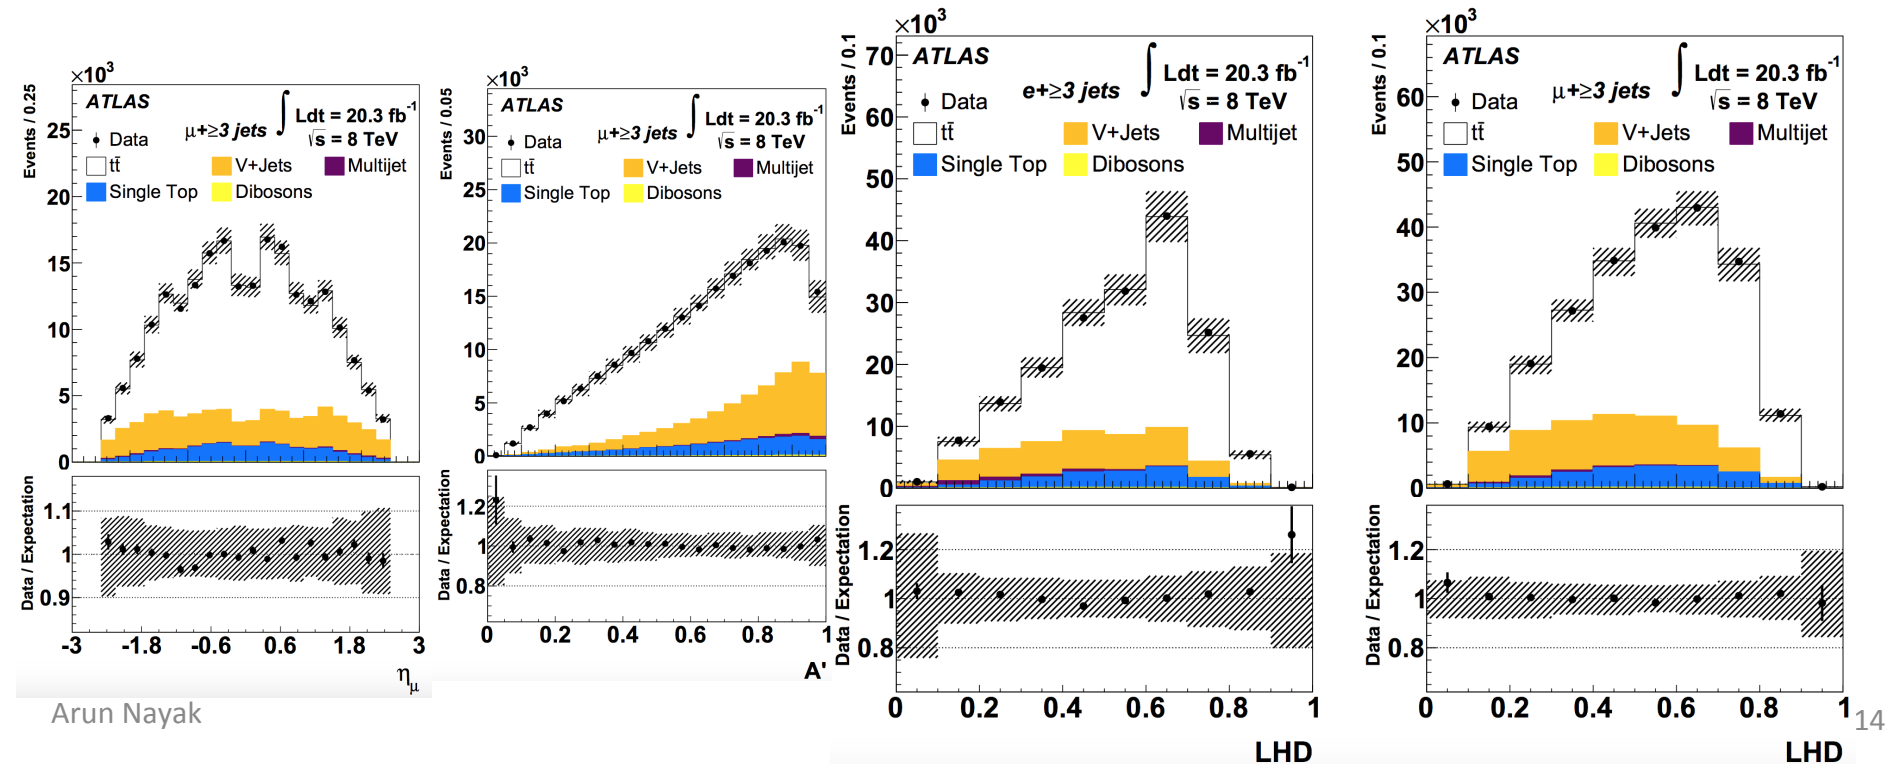 ×10³
Events / 0.25
ATLAS
μ+≥3 jets
∫ Ldt = 20.3 fb⁻¹
√s = 8 TeV
Data
tt̄
V+Jets
Multijet
Single Top
Dibosons
25
20
15
10
5
0
Data / Expectation
1.1
1
0.9
-3 -1.8 -0.6 0.6 1.8 3
ημ
×10³
Events / 0.05
ATLAS
μ+≥3 jets
∫ Ldt = 20.3 fb⁻¹
√s = 8 TeV
Data
tt̄
V+Jets
Multijet
Single Top
Dibosons
30
25
20
15
10
5
0
Data / Expectation
1.2
1
0.8
0 0.2 0.4 0.6 0.8 1
A'
×10³
Events / 0.1
ATLAS
e+≥3 jets
∫ Ldt = 20.3 fb⁻¹
√s = 8 TeV
Data
tt̄
V+Jets
Multijet
Single Top
Dibosons
70
60
50
40
30
20
10
0
Data / Expectation
1.2
1
0.8
0 0.2 0.4 0.6 0.8 1
LHD
×10³
Events / 0.1
ATLAS
μ+≥3 jets
∫ Ldt = 20.3 fb⁻¹
√s = 8 TeV
Data
tt̄
V+Jets
Multijet
Single Top
Dibosons
60
50
40
30
20
10
0
Data / Expectation
1.2
1
0.8
0 0.2 0.4 0.6 0.8 1
LHD
Arun Nayak
14